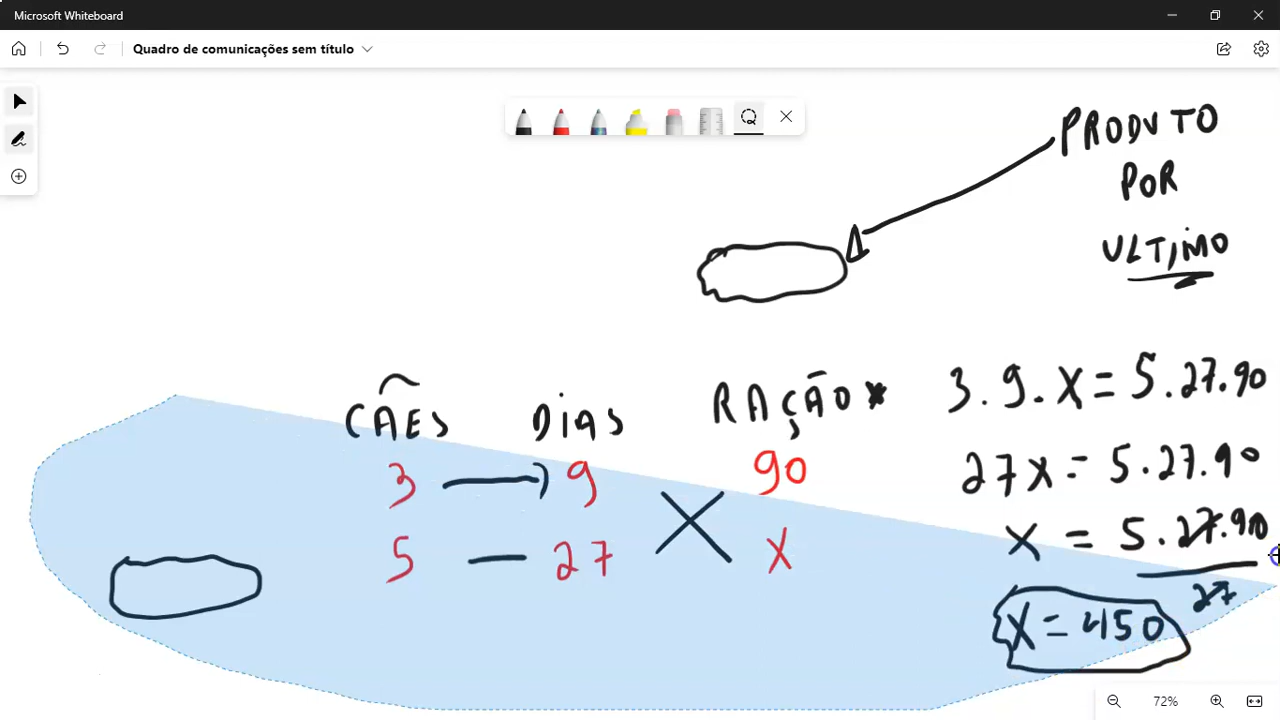 Microsoft Whiteboard
Quadro de comunicações sem título
PRODUTO
POR
ULTIMO
CÃES DIAS RAÇÃO
3 9 90
5 27 X
3.9.X=5.27.90
27X=5.27.90
X=5.27.90
27
X=450
72%